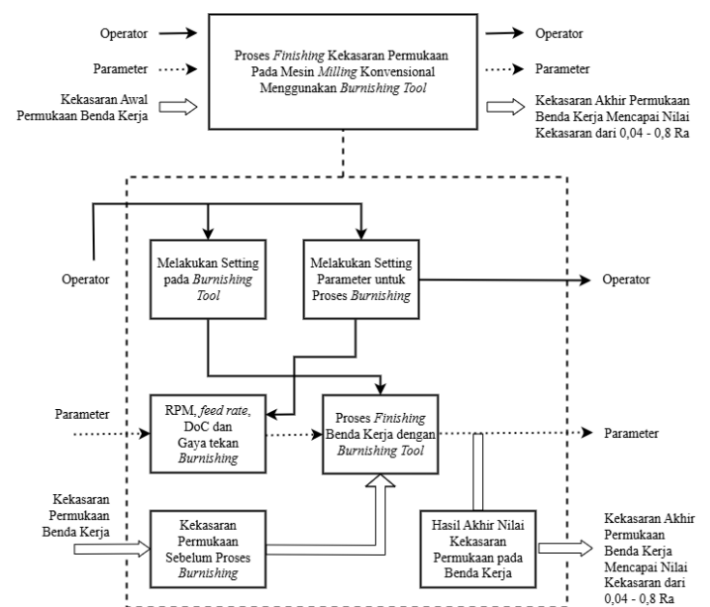 Operator
Parameter
Kekasaran Awal
Permukaan Benda Kerja
Proses Finishing Kekasaran Permukaan
Pada Mesin Milling Konvensional
Menggunakan Burnishing Tool
Operator
Parameter
Kekasaran Akhir Permukaan
Benda Kerja Mencapai Nilai
Kekasaran dari 0,04 - 0,8 Ra
Operator
Melakukan Setting
pada Burnishing
Tool
Melakukan Setting
Parameter untuk
Proses Burnishing
Operator
Parameter
RPM, feed rate,
DoC dan
Gaya tekan
Burnishing
Proses Finishing
Benda Kerja dengan
Burnishing Tool
Parameter
Kekasaran
Permukaan
Benda Kerja
Kekasaran
Permukaan
Sebelum Proses
Burnishing
Hasil Akhir Nilai
Kekasaran
Permukaan pada
Benda Kerja
Kekasaran Akhir
Permukaan
Benda Kerja
Mencapai Nilai
Kekasaran dari
0,04 - 0,8 Ra